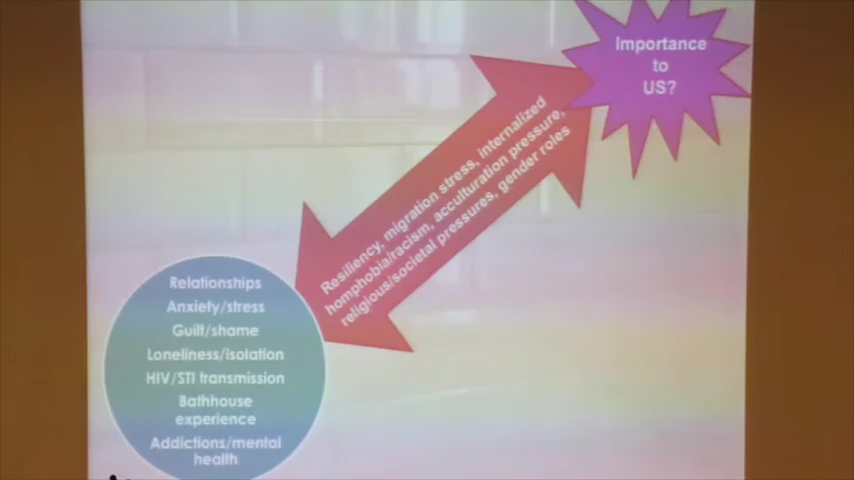 Importance
to
US?
Resiliency, migration stress, internalized
homphobia/racism, acculturation pressure,
religious/societal pressures, gender roles
Relationships
Anxiety/stress
Guilt/shame
Loneliness/isolation
HIV/STI transmission
Bathhouse
experience
Addictions/mental
health